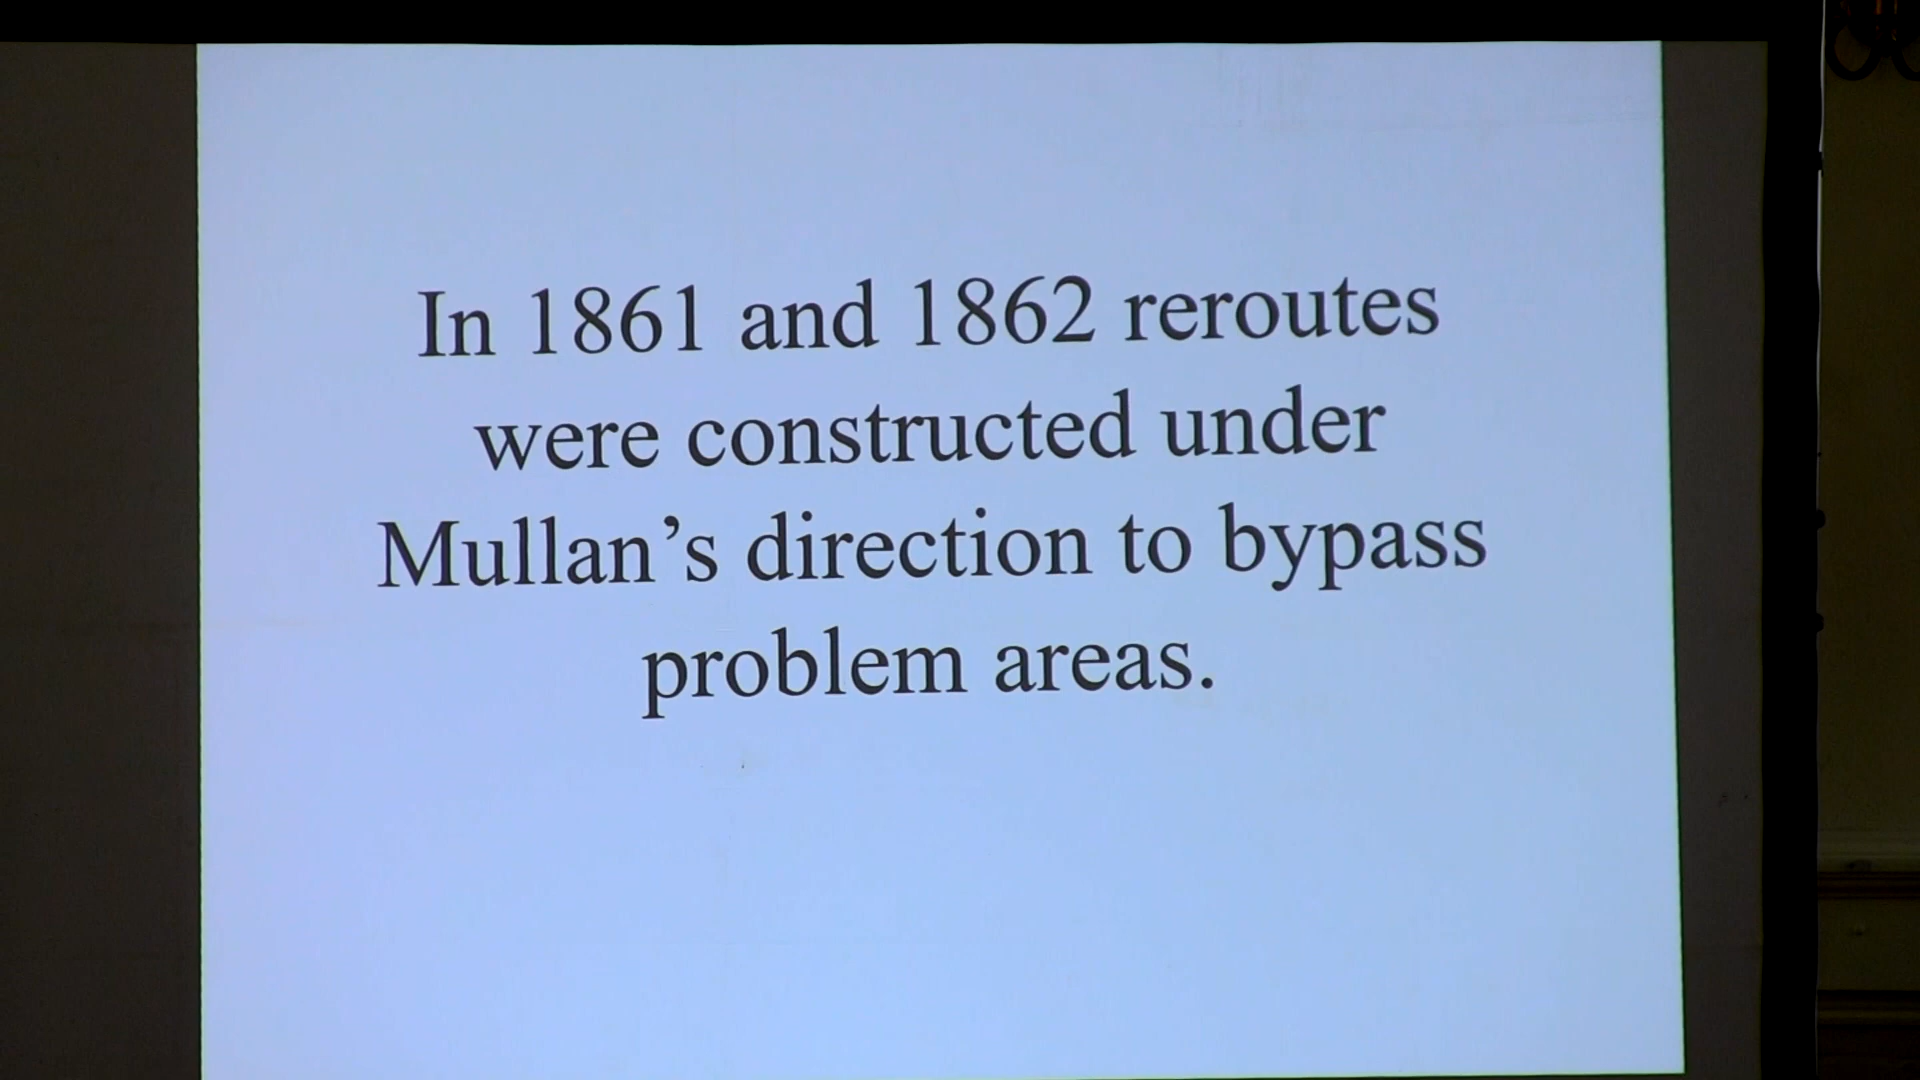 In 1861 and 1862 reroutes
were constructed under
Mullan’s direction to bypass
problem areas.